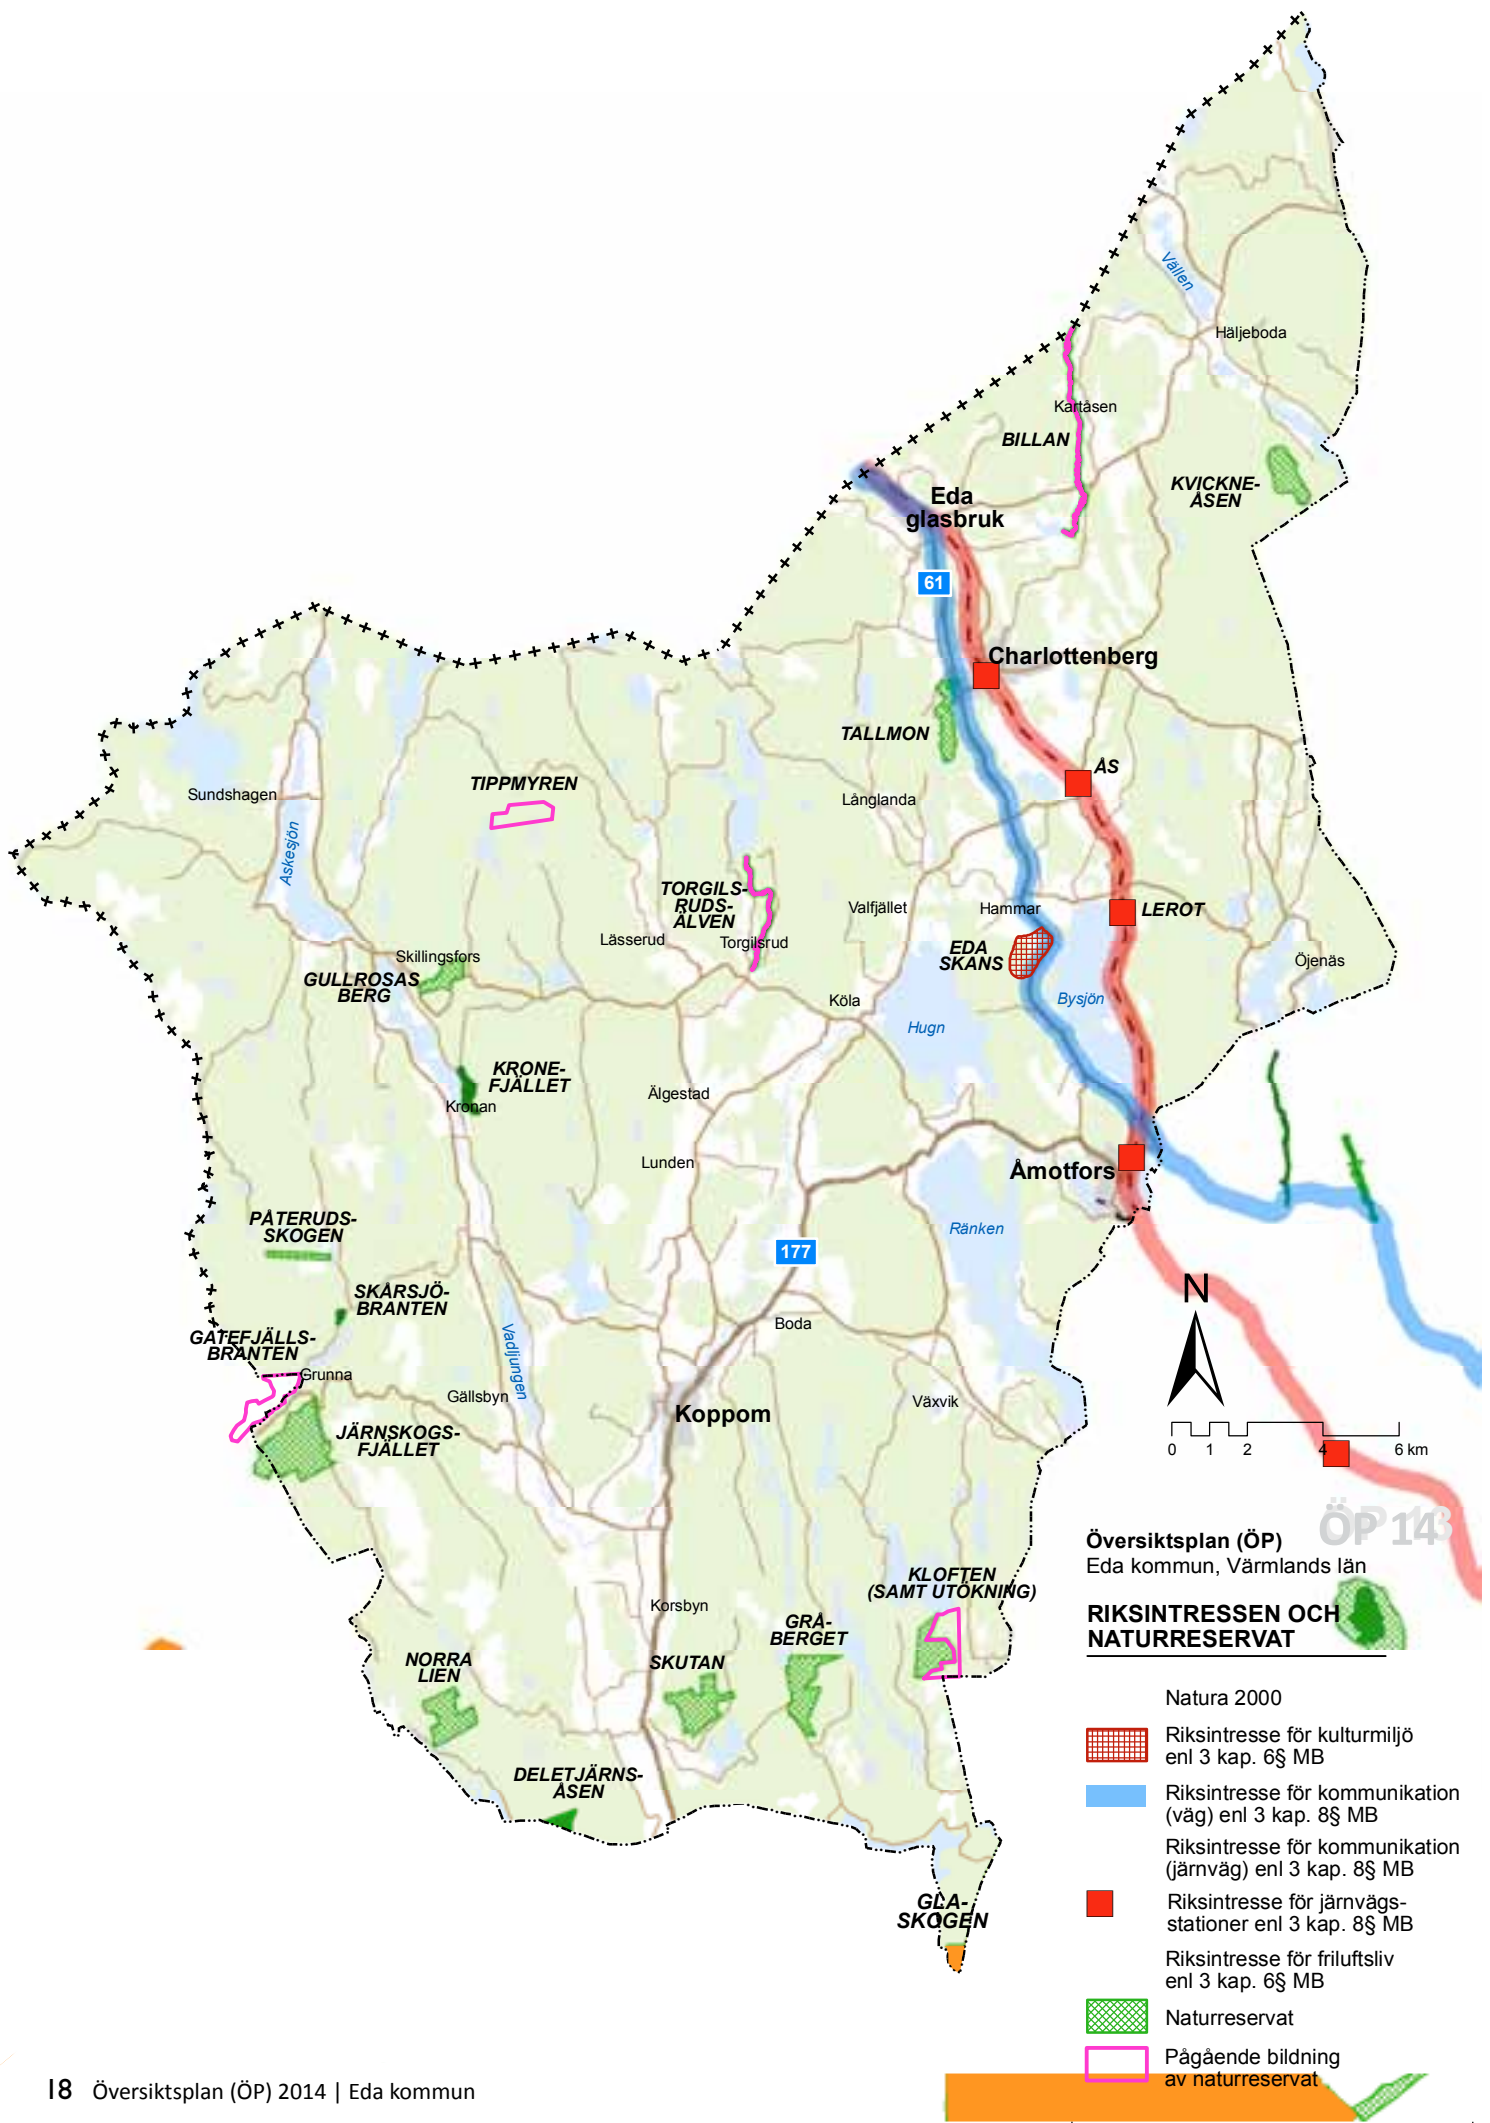 Vällen
Häljeboda
Kartåsen
BILLAN
KVICKNE-
ÅSEN
Eda
glasbruk
61
Charlottenberg
TALLMON
ÅS
TIPPMYREN
Sundshagen
Långlanda
Askesjön
TORGILS-
RUDS-
ÄLVEN
Valfjället
Hammar
LEROT
Lässerud
Torgilsrud
EDA
SKANS
Skillingsfors
Öjenäs
GULLROSAS
BERG
Köla
Bysjön
Hugn
KRONE-
FJÄLLET
Älgestad
Kronan
Lunden
Åmotfors
PÅTERUDS-
SKOGEN
Ränken
177
N
SKÅRSJÖ-
BRANTEN
GATEFJÄLLS-
BRANTEN
Boda
Vadljungen
Grunna
Gällsbyn
Koppom
Växvik
JÄRNSKOGS-
FJÄLLET
0 1 2 4 6 km
ÖP 14
Översiktsplan (ÖP)
Eda kommun, Värmlands län
RIKSINTRESSEN OCH
NATURRESERVAT
KLOFTEN
(SAMT UTÖKNING)
Korsbyn
GRÅ-
BERGET
NORRA
LIEN
SKUTAN
DELETJÄRNS-
ÅSEN
GLA-
SKOGEN
Natura 2000
Riksintresse för kulturmiljö
enl 3 kap. 6§ MB
Riksintresse för kommunikation
(väg) enl 3 kap. 8§ MB
Riksintresse för kommunikation
(järnväg) enl 3 kap. 8§ MB
Riksintresse för järnvägs-
stationer enl 3 kap. 8§ MB
Riksintresse för friluftsliv
enl 3 kap. 6§ MB
Naturreservat
Pågående bildning
av naturreservat
18 Översiktsplan (ÖP) 2014 | Eda kommun